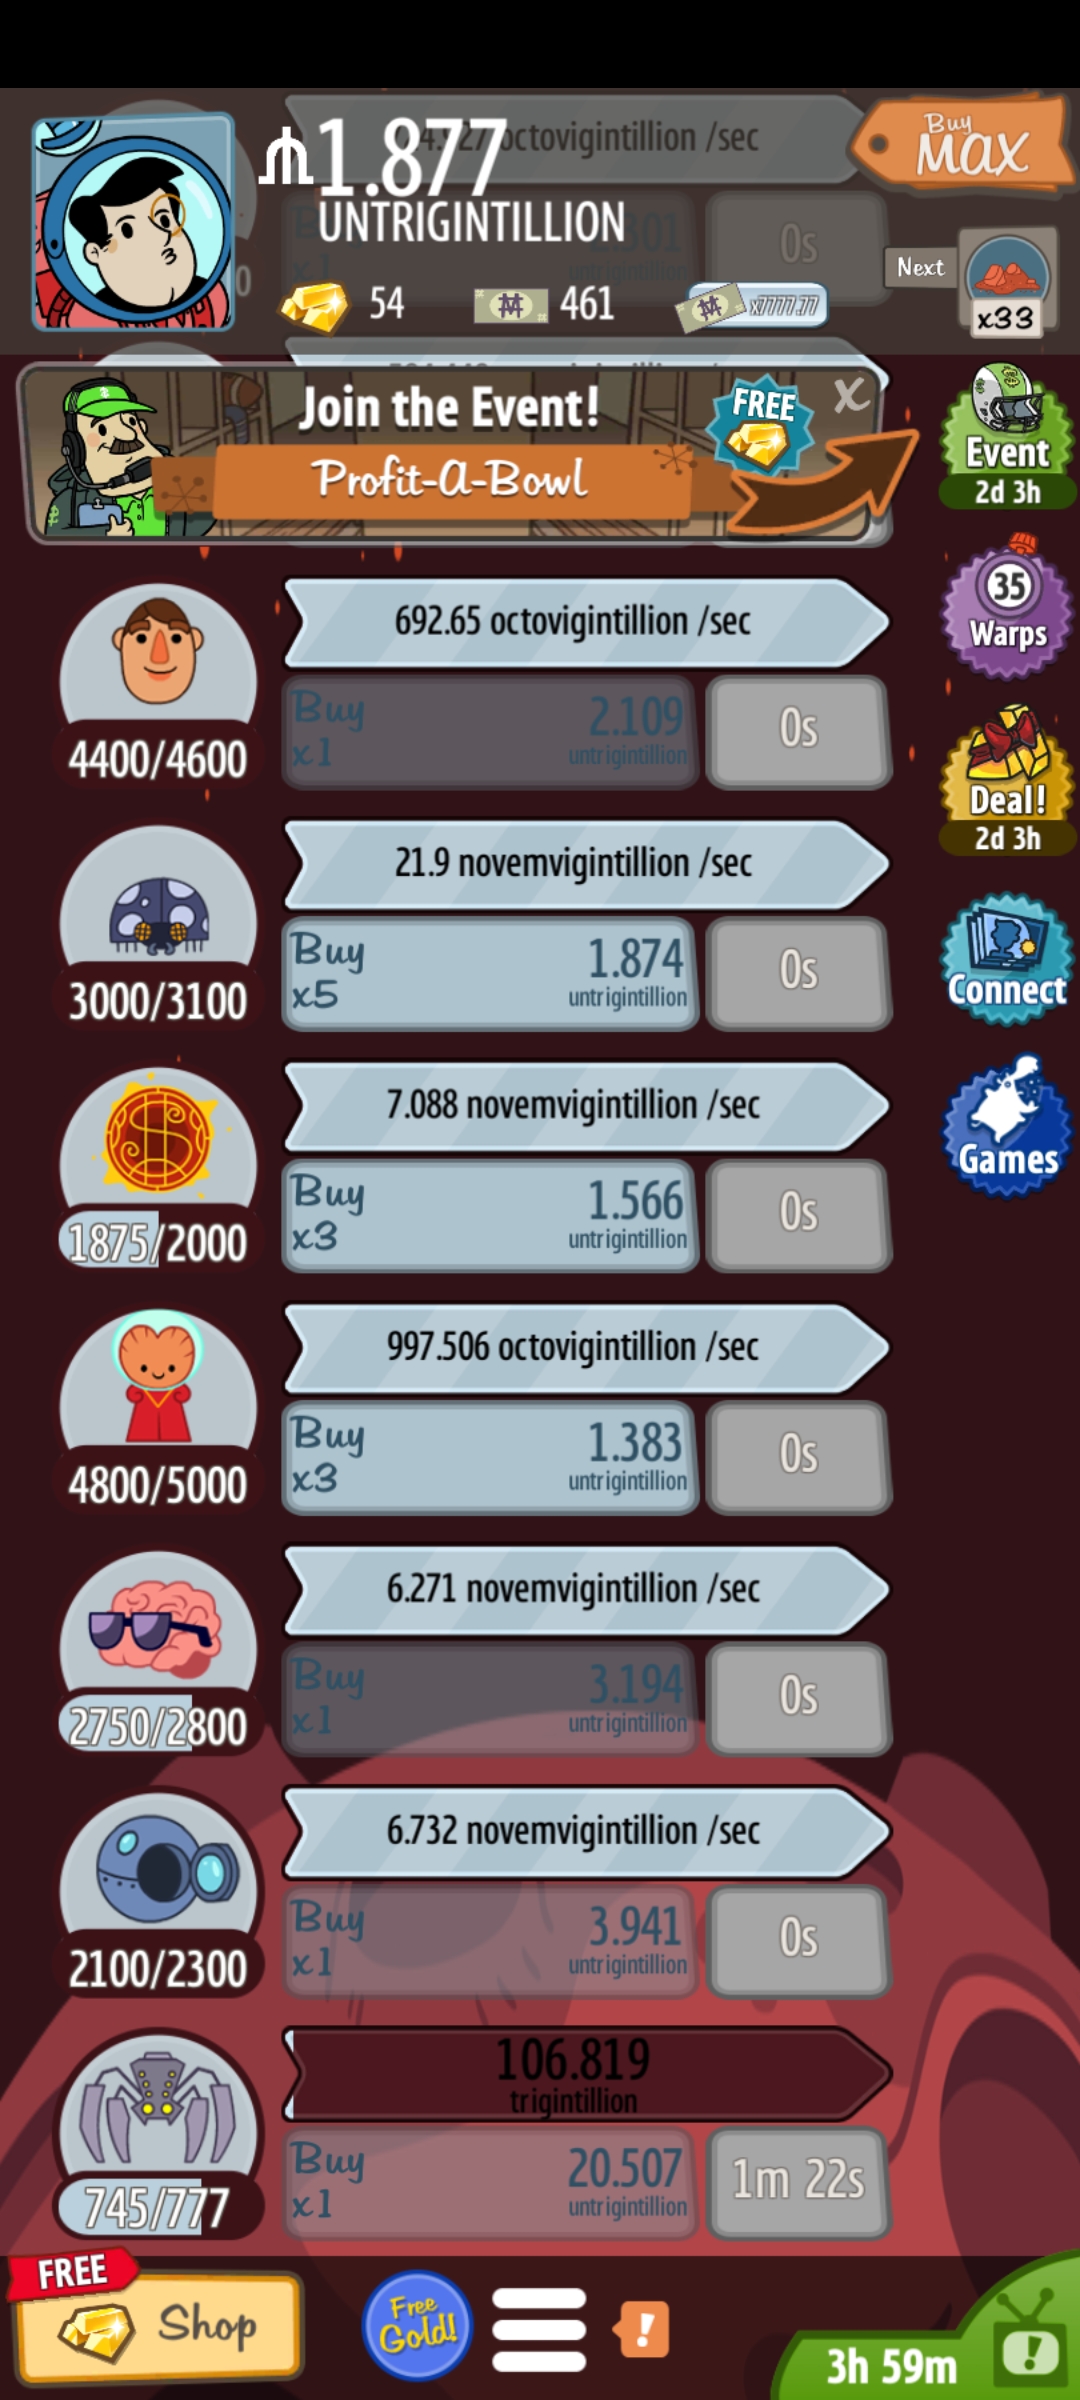 octovigintillion /sec
₥1.877
UNTRIGINTILLION
Buy
MAX
0s
untrigintillion
Next
x33
54
461
x7777.77
Join the Event!
FREE
X
Profit-A-Bowl
Event
2d 3h
692.65 octovigintillion /sec
Buy
x1
2.109
untrigintillion
0s
4400/4600
35
Warps
Deal!
2d 3h
21.9 novemvigintillion /sec
Buy
x5
1.874
untrigintillion
0s
3000/3100
Connect
7.088 novemvigintillion /sec
Buy
x3
1.566
untrigintillion
0s
1875/2000
Games
997.506 octovigintillion /sec
Buy
x3
1.383
untrigintillion
0s
4800/5000
6.271 novemvigintillion /sec
Buy
x1
3.194
untrigintillion
0s
2750/2800
6.732 novemvigintillion /sec
Buy
x1
3.941
untrigintillion
0s
2100/2300
106.819
trigintillion
Buy
x1
20.507
untrigintillion
1m 22s
745/777
FREE
Shop
Free
Gold!
!
3h 59m
!